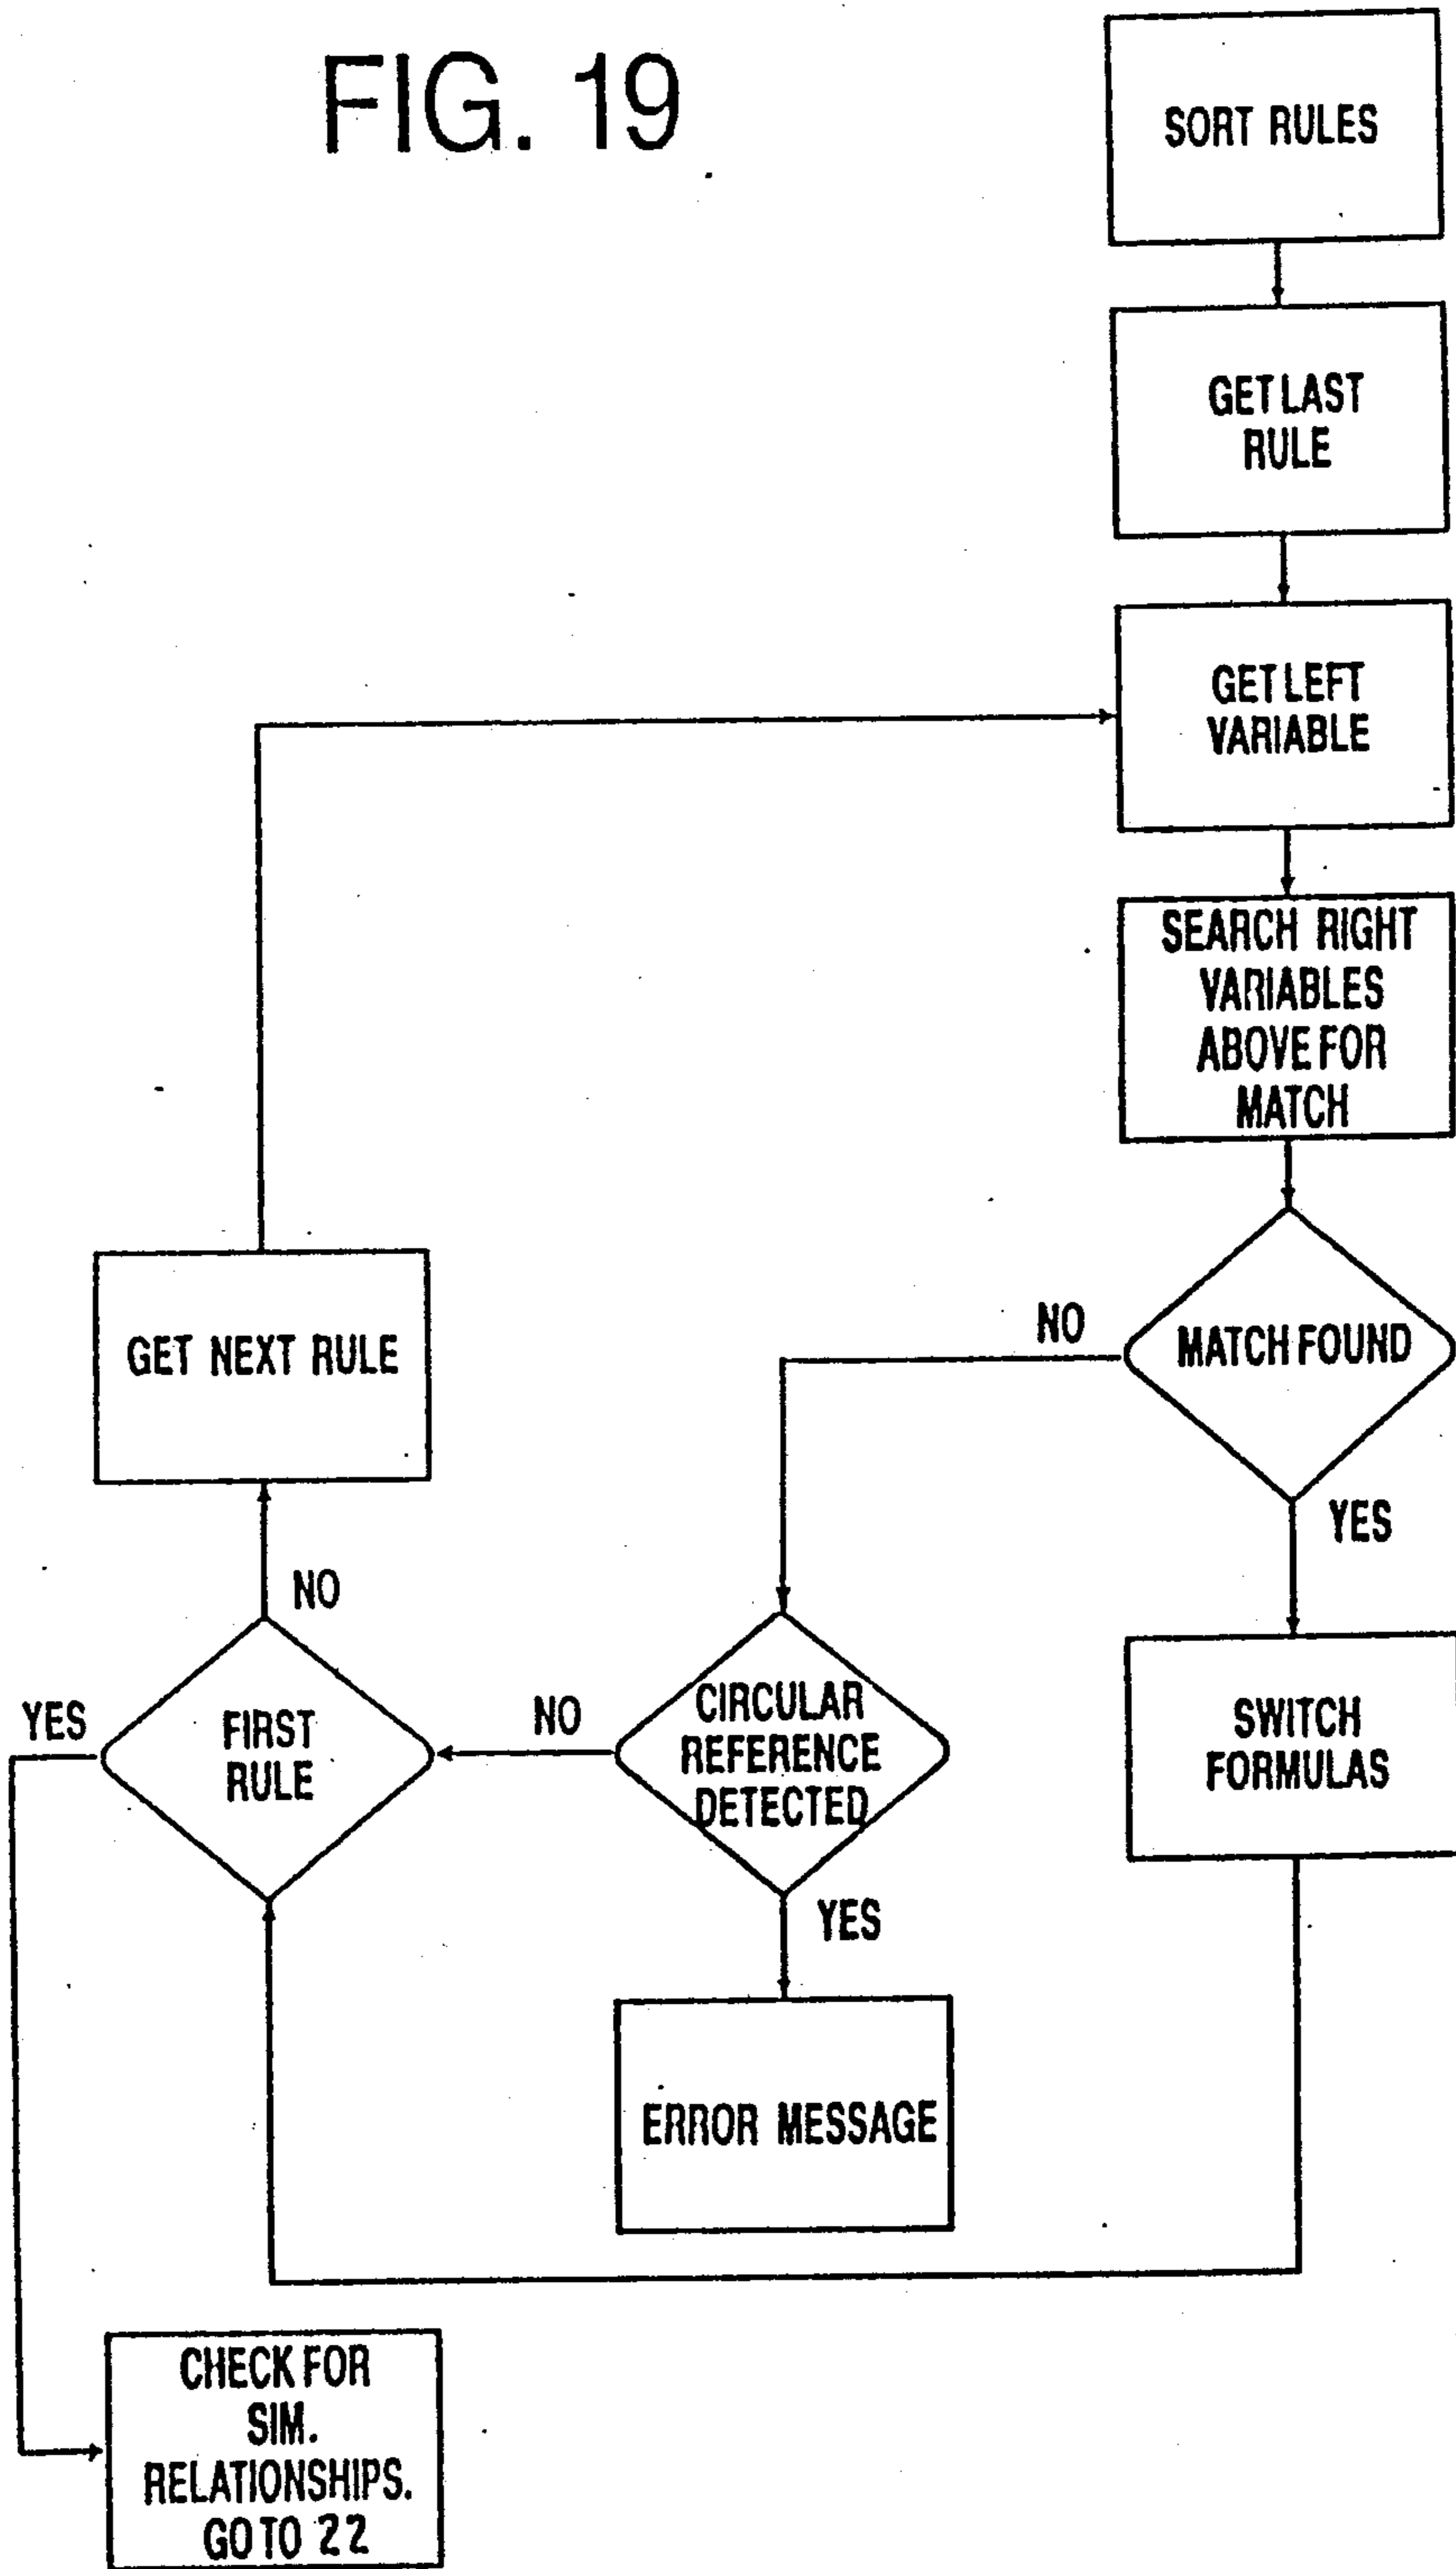 FIG. 19
SORT RULES
GET LAST
RULE
GET LEFT
VARIABLE
SEARCH RIGHT
VARIABLES
ABOVE FOR
MATCH
MATCH FOUND
NO
YES
SWITCH
FORMULAS
CIRCULAR
REFERENCE
DETECTED
NO
YES
ERROR MESSAGE
FIRST
RULE
NO
YES
GET NEXT RULE
CHECK FOR
SIM.
RELATIONSHIPS.
GO TO 22